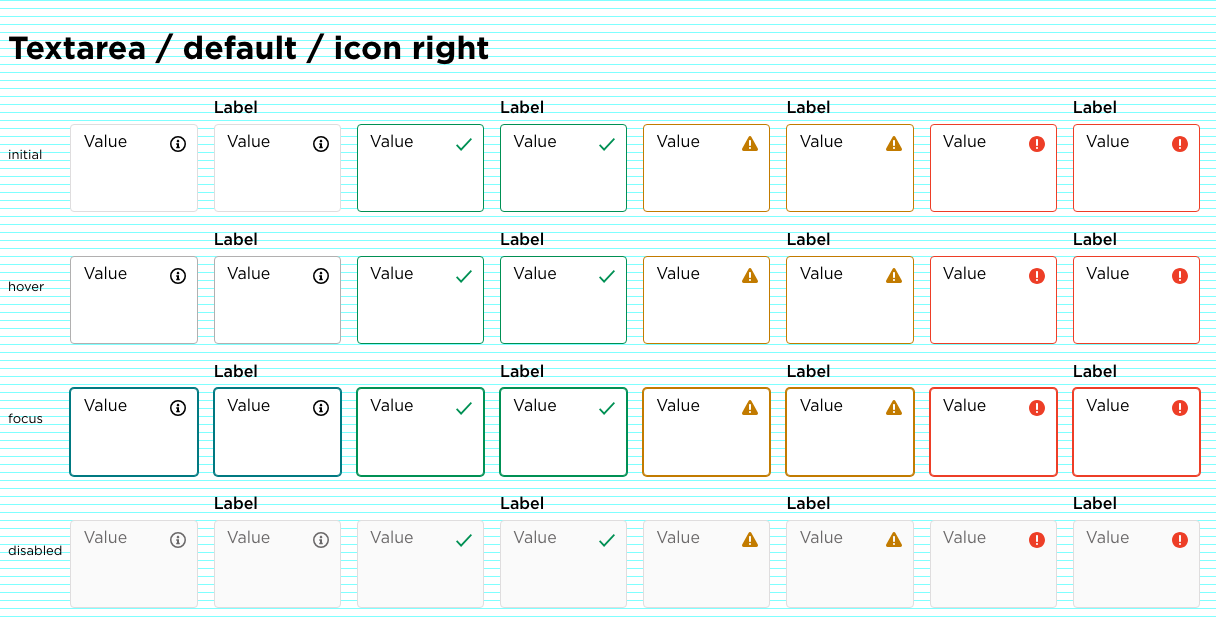 Textarea / default / icon right
Label Label Label Label
initial Value Value Value Value Value Value Value Value
Label Label Label Label
hover Value Value Value Value Value Value Value Value
Label Label Label Label
focus Value Value Value Value Value Value Value Value
Label Label Label Label
disabled Value Value Value Value Value Value Value Value